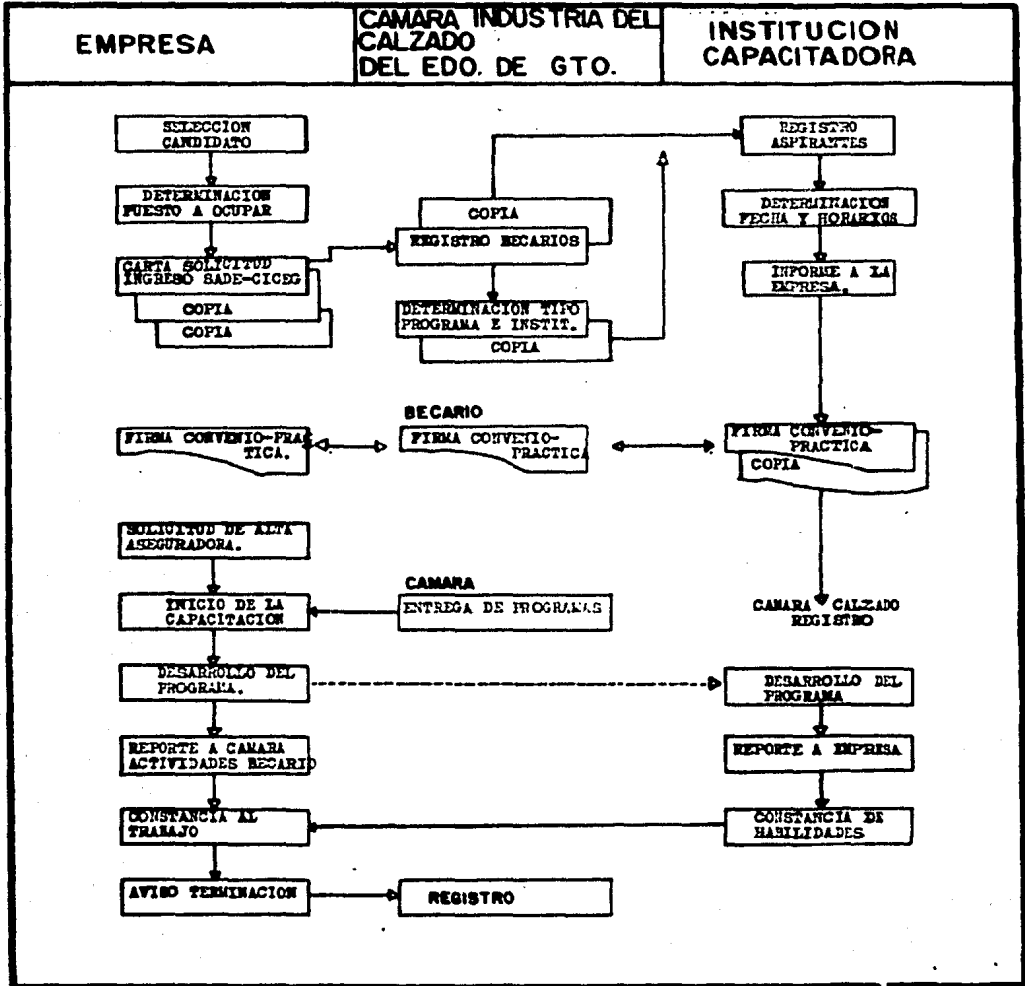 EMPRESA
CAMARA INDUSTRIA DEL
CALZADO
DEL EDO. DE GTO.
INSTITUCION
CAPACITADORA
SELECCION
CANDIDATO
DETERMINACION
PUESTO A OCUPAR
CARTA SOLICITUD
INGRESO SADE-CICEG
COPIA
COPIA
COPIA
REGISTRO BECARIOS
DETERMINACION TIPO
PROGRAMA E INSTIT.
COPIA
REGISTRO
ASPIRANTES
DETERMINACION
FECHA Y HORARIOS
INFORME A LA
EMPRESA.
FIRMA CONVENIO-PRAC
TICA.
BECARIO
FIRMA CONVENIO-
PRACTICA
FIRMA CONVENIO-
PRACTICA
COPIA
SOLICITUD DE ALTA
ASEGURADORA.
INICIO DE LA
CAPACITACION
CAMARA
ENTREGA DE PROGRAMAS
CAMARA CALZADO
REGISTRO
DESARROLLO DEL
PROGRAMA.
DESARROLLO DEL
PROGRAMA
REPORTE A CAMARA
ACTIVIDADES BECARIO
REPORTE A EMPRESA
CONSTANCIA AL
TRABAJO
CONSTANCIA DE
HABILIDADES
AVISO TERMINACION
REGISTRO